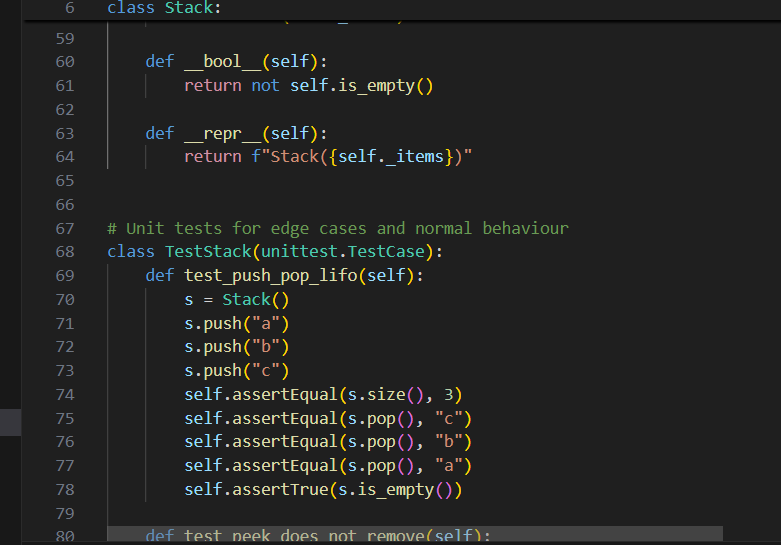 6 class Stack:
59
60 def __bool__(self):
61 return not self.is_empty()
62
63 def __repr__(self):
64 return f"Stack({self._items})"
65
66
67 # Unit tests for edge cases and normal behaviour
68 class TestStack(unittest.TestCase):
69 def test_push_pop_lifo(self):
70 s = Stack()
71 s.push("a")
72 s.push("b")
73 s.push("c")
74 self.assertEqual(s.size(), 3)
75 self.assertEqual(s.pop(), "c")
76 self.assertEqual(s.pop(), "b")
77 self.assertEqual(s.pop(), "a")
78 self.assertTrue(s.is_empty())
79
80 def test_peek_does_not_remove(self):